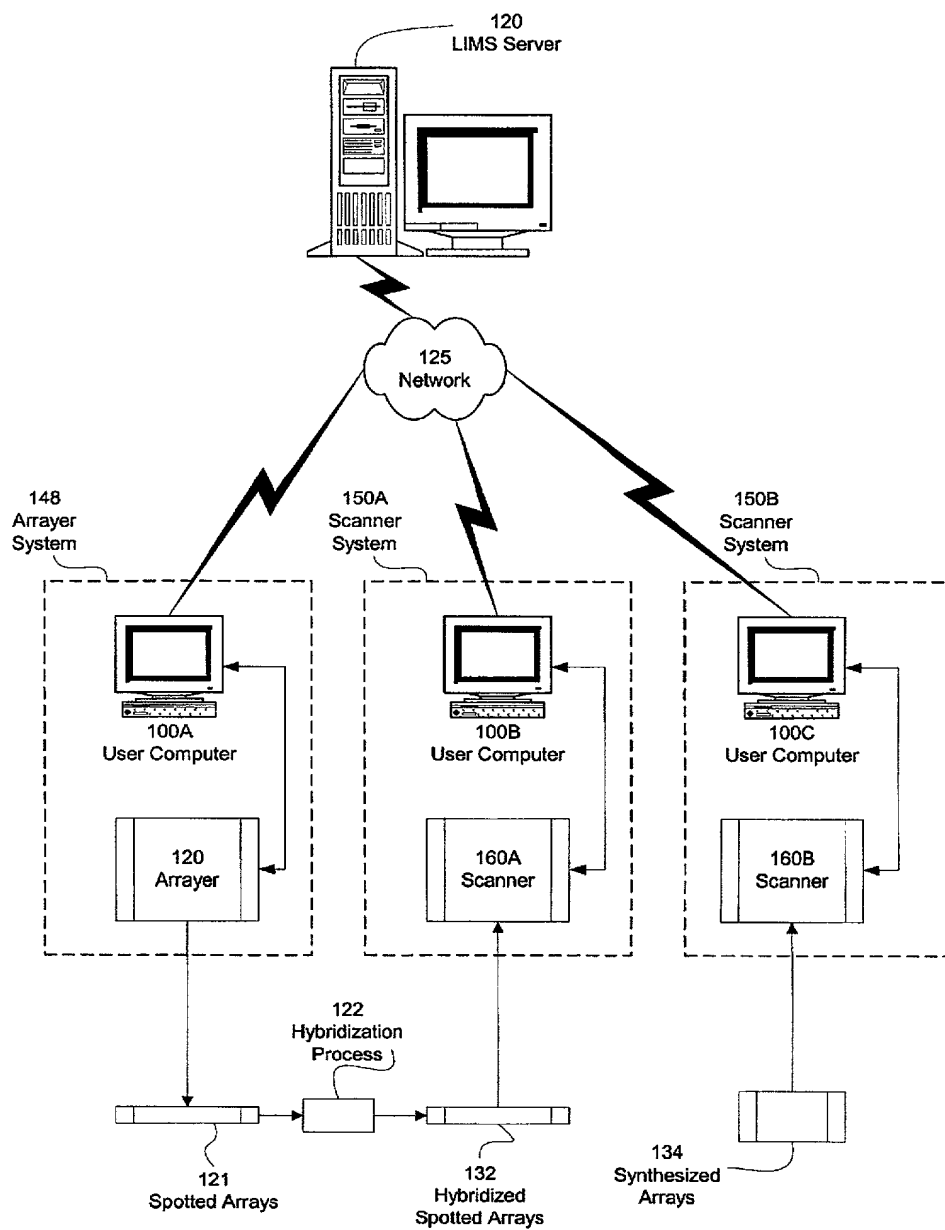 120
LIMS Server
125
Network
148
Arrayer
System
150A
Scanner
System
150B
Scanner
System
100A
User Computer
100B
User Computer
100C
User Computer
120
Arrayer
160A
Scanner
160B
Scanner
122
Hybridization
Process
121
Spotted Arrays
132
Hybridized
Spotted Arrays
134
Synthesized
Arrays